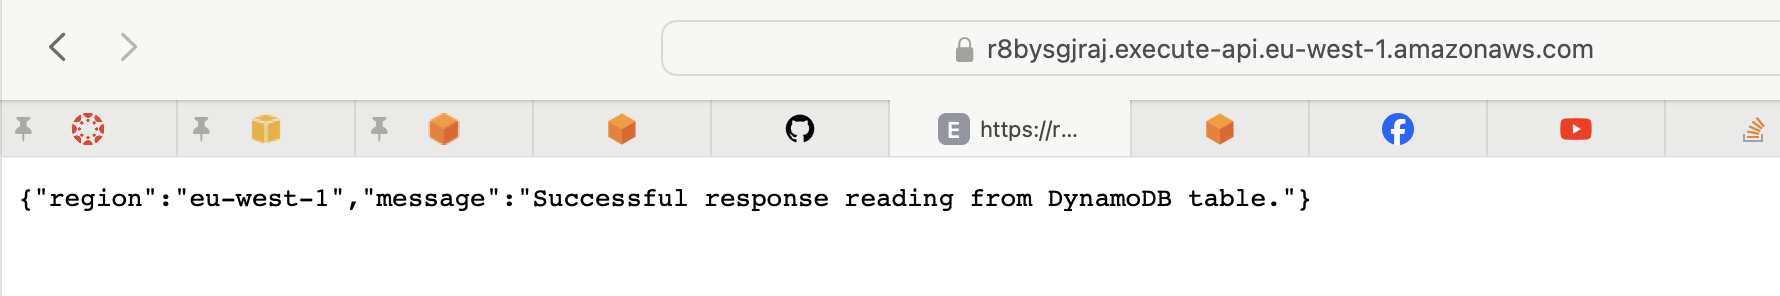 r8bysgjraj.execute-api.eu-west-1.amazonaws.com
E https://r...
{"region":"eu-west-1","message":"Successful response reading from DynamoDB table."}